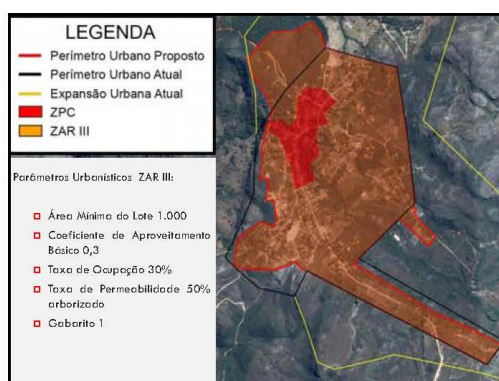 LEGENDA
Perímetro Urbano Proposto
Perímetro Urbano Atual
Expansão Urbana Atual
ZPC
ZAR III
Parâmetros Urbanísticos ZAR III:
Área Mínima do Lote 1.000
Coeficiente de Aproveitamento
Básico 0,3
Taxa de Ocupação 30%
Taxa de Permeabilidade 50%
arborizado
Gabarito 1